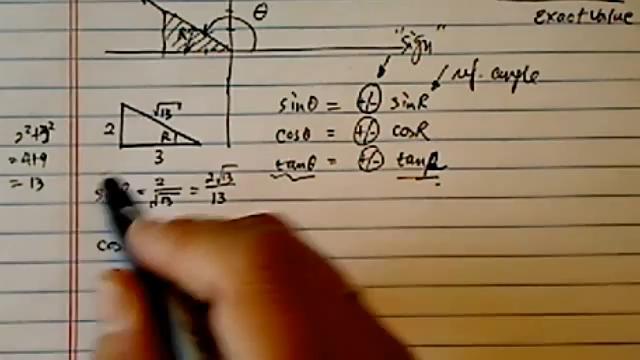 Exact Value
θ
"sign"
ref. angle
R
sinθ = +/- sinR
cosθ = +/- cosR
tanθ = +/- tanR
√13
2
R
3
2²+3²
= 4+9
= 13
= 2/√13 = 2√13/13
cos